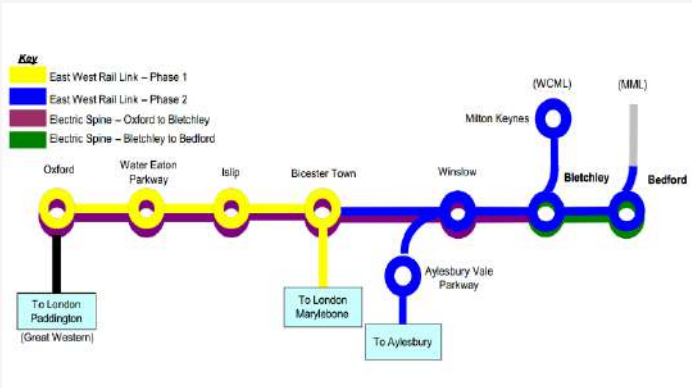 Key
East West Rail Link – Phase 1
East West Rail Link – Phase 2
Electric Spine – Oxford to Bletchley
Electric Spine – Bletchley to Bedford
(WCML)
(MML)
Milton Keynes
Oxford
Water Eaton
Parkway
Islip
Bicester Town
Winslow
Bletchley
Bedford
Aylesbury Vale
Parkway
To London
Paddington
(Great Western)
To London
Marylebone
To Aylesbury